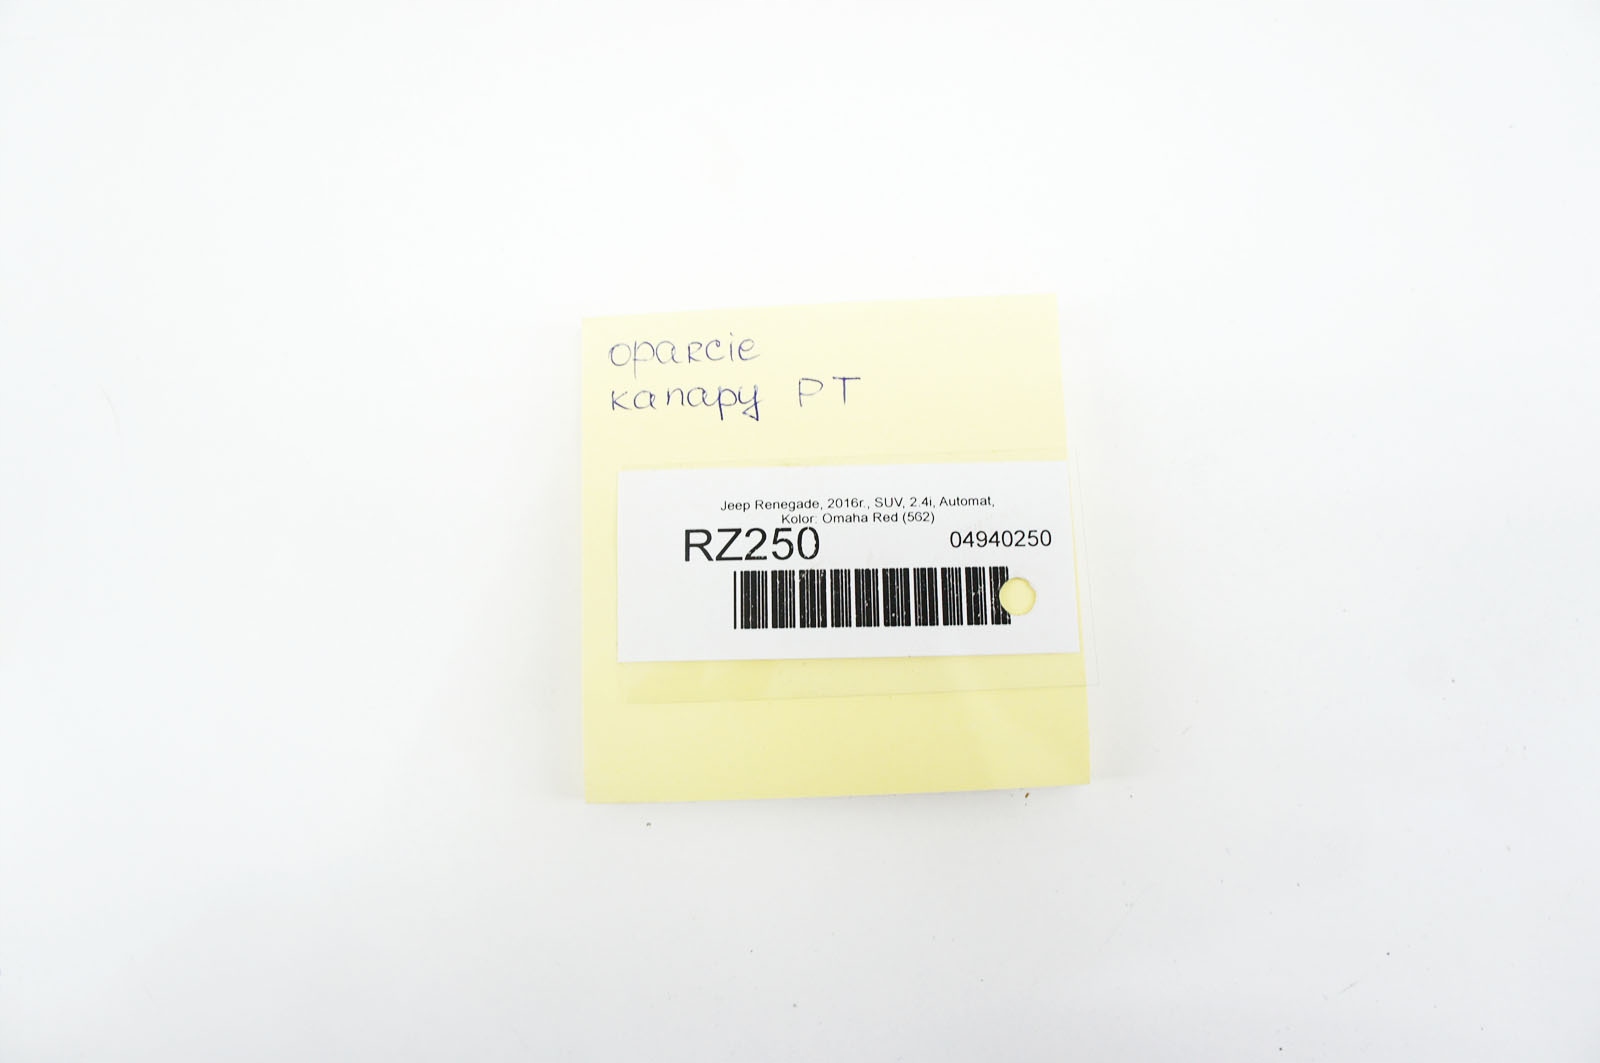 oparcie
kanapy PT
Jeep Renegade, 2016r., SUV, 2.4i, Automat,
Kolor: Omaha Red (562)
RZ250 04940250